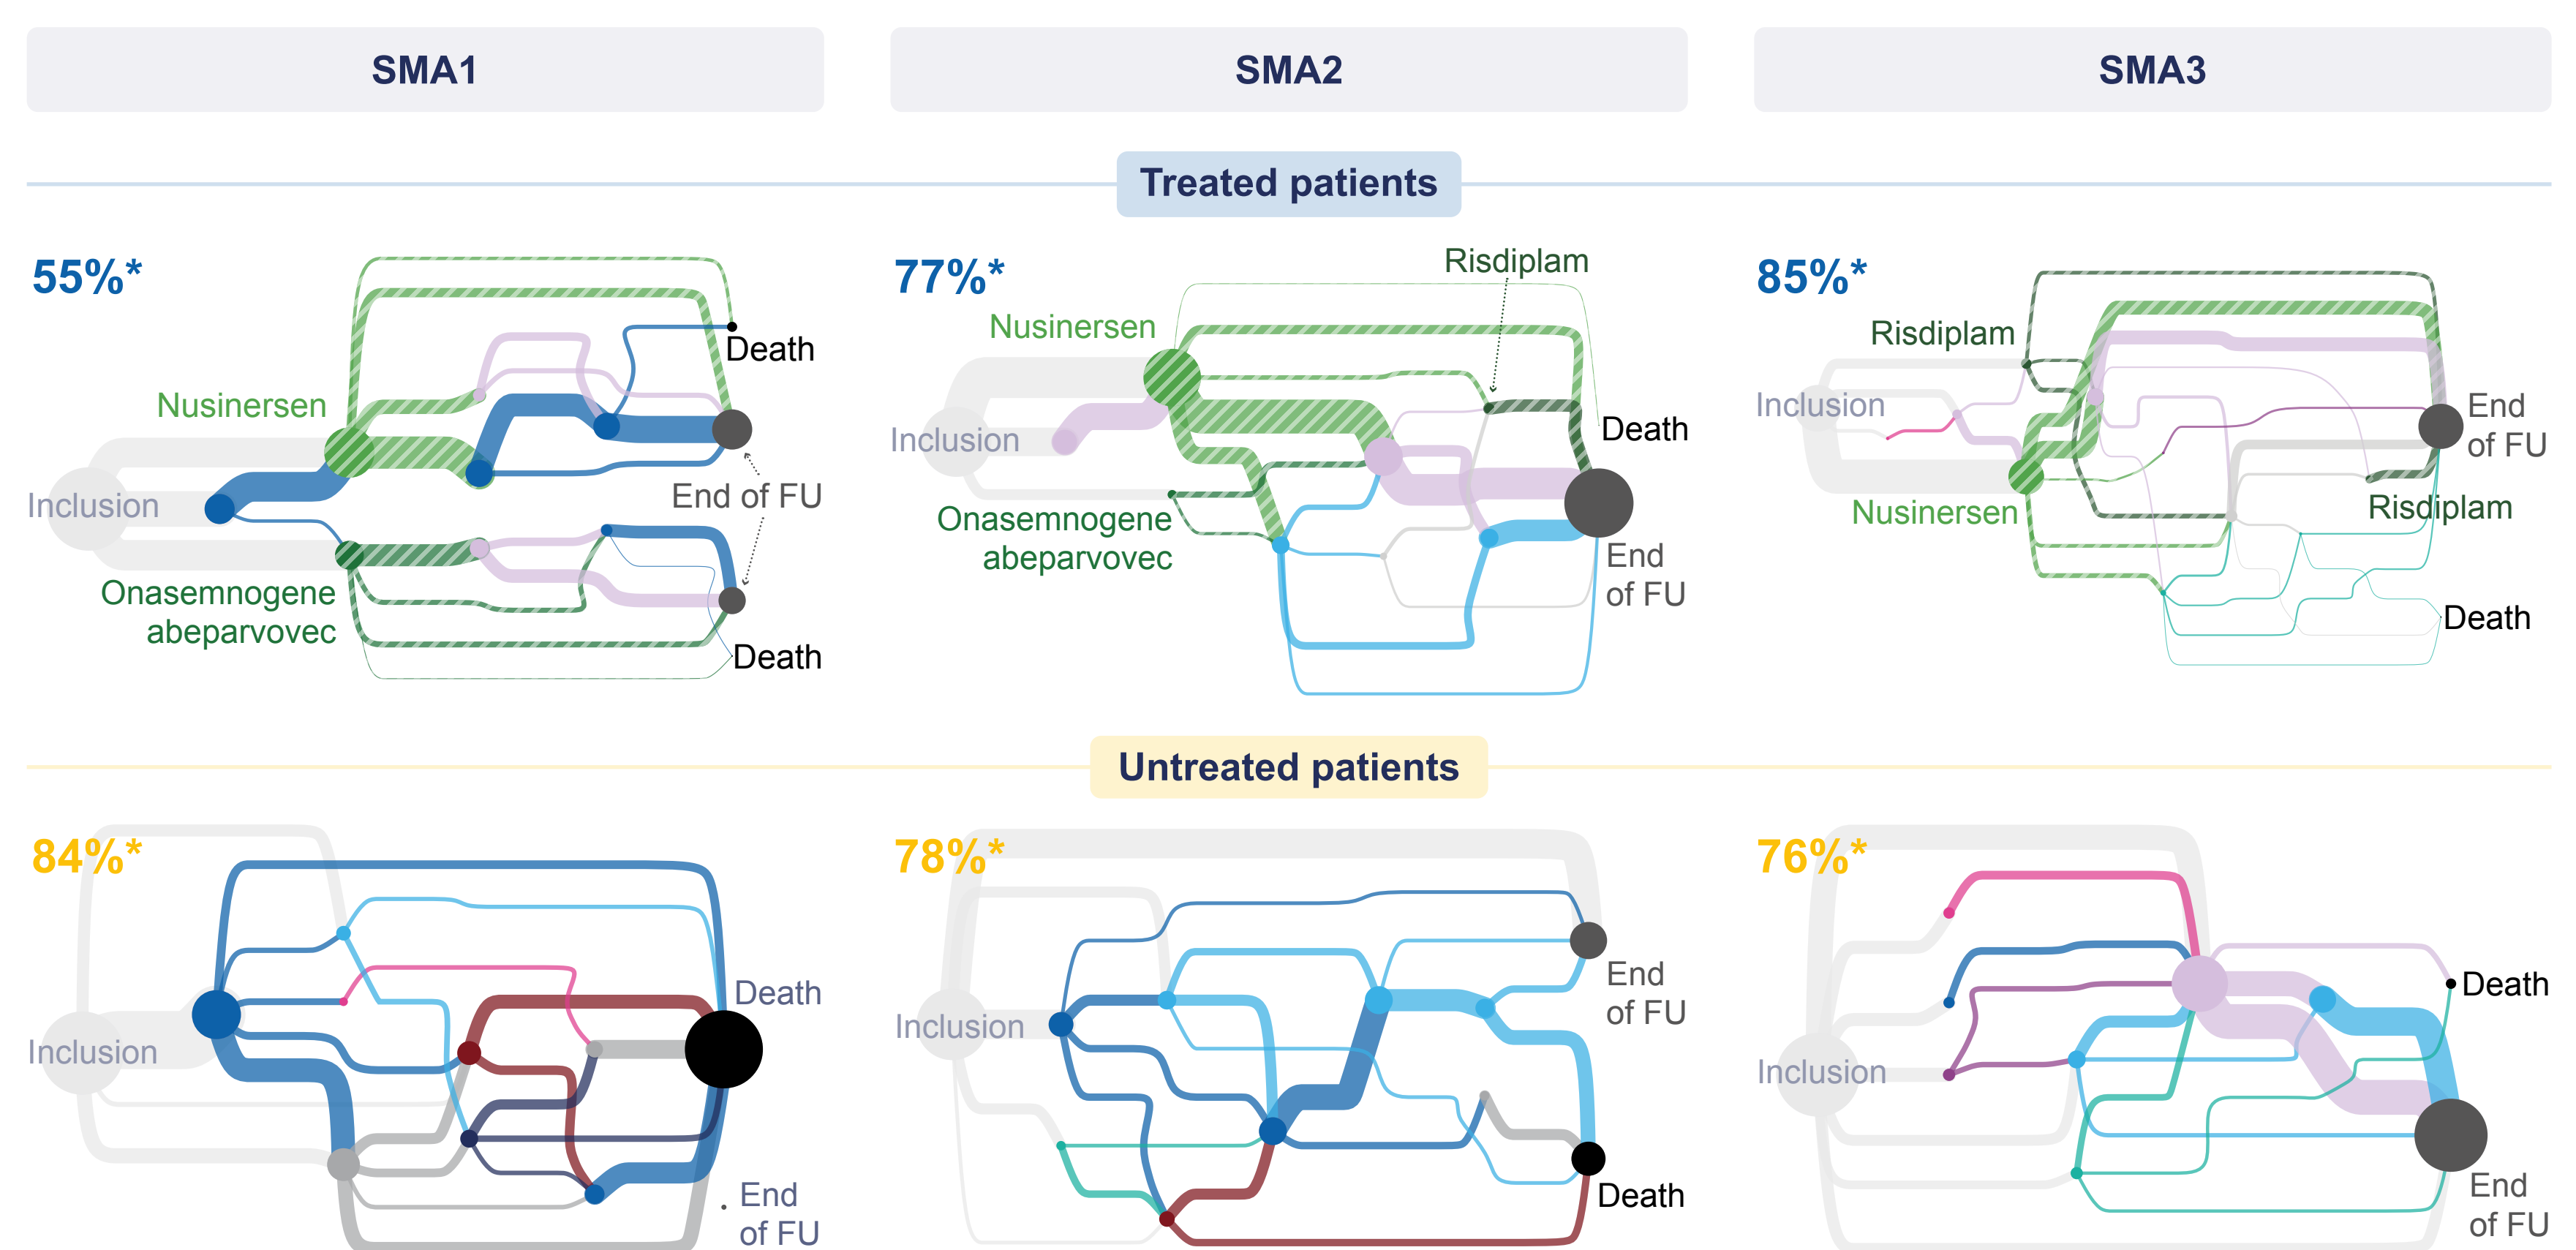 SMA1
SMA2
SMA3
Treated patients
55%*
Nusinersen
Inclusion
Onasemnogene
abeparvovec
Death
End of FU
Death
77%*
Risdiplam
Nusinersen
Inclusion
Onasemnogene
abeparvovec
Death
End
of FU
85%*
Risdiplam
Inclusion
Nusinersen
End
of FU
Risdiplam
Death
Untreated patients
84%*
Inclusion
Death
End
of FU
78%*
Inclusion
End
of FU
Death
76%*
Inclusion
Death
End
of FU